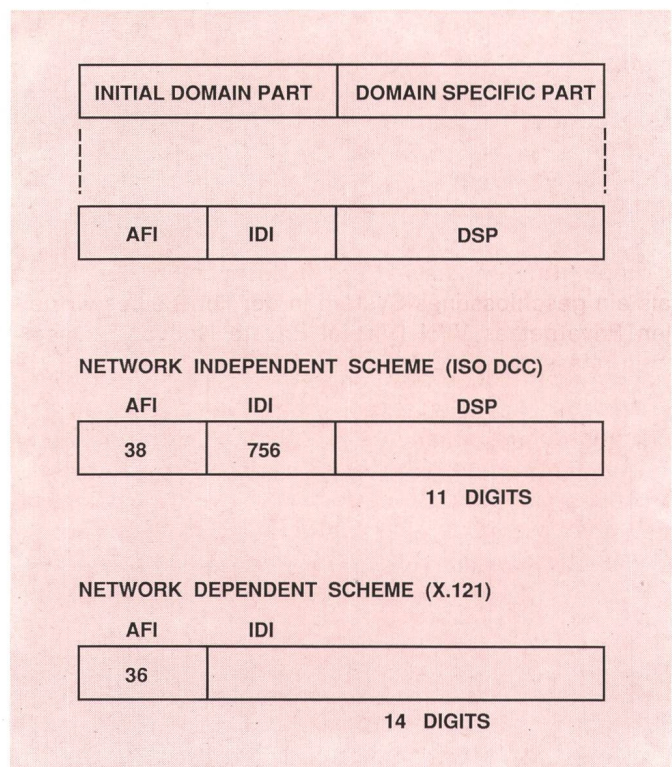 INITIAL DOMAIN PART DOMAIN SPECIFIC PART
AFI IDI DSP
NETWORK INDEPENDENT SCHEME (ISO DCC)
AFI IDI DSP
38 756
11 DIGITS
NETWORK DEPENDENT SCHEME (X.121)
AFI IDI
36
14 DIGITS